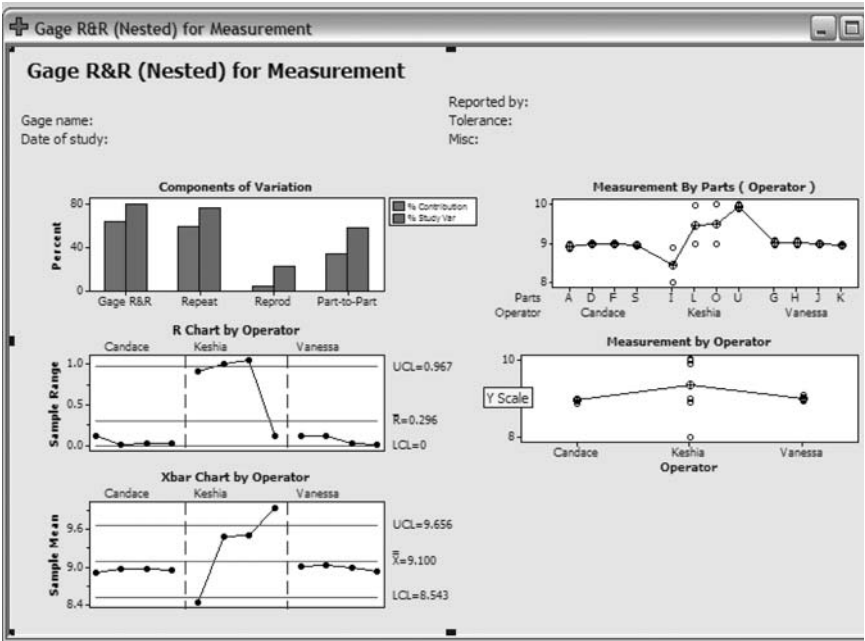 Gage R&R (Nested) for Measurement
Gage R&R (Nested) for Measurement
Gage name:
Date of study:
Reported by:
Tolerance:
Misc:
Components of Variation
80
40
0
Percent
Gage R&R Repeat Reprod Part-to-Part
% Contribution
% Study Var
R Chart by Operator
Candace Keshia Vanessa
1.0
0.5
0.0
Sample Range
UCL=0.967
R̅=0.296
LCL=0
Xbar Chart by Operator
Candace Keshia Vanessa
9.6
9.0
8.4
Sample Mean
UCL=9.656
X̿=9.100
LCL=8.543
Measurement By Parts ( Operator )
10
9
8
Parts A D F S I L O U G H J K
Operator Candace Keshia Vanessa
Measurement by Operator
10
Y Scale
8
Candace Keshia Vanessa
Operator